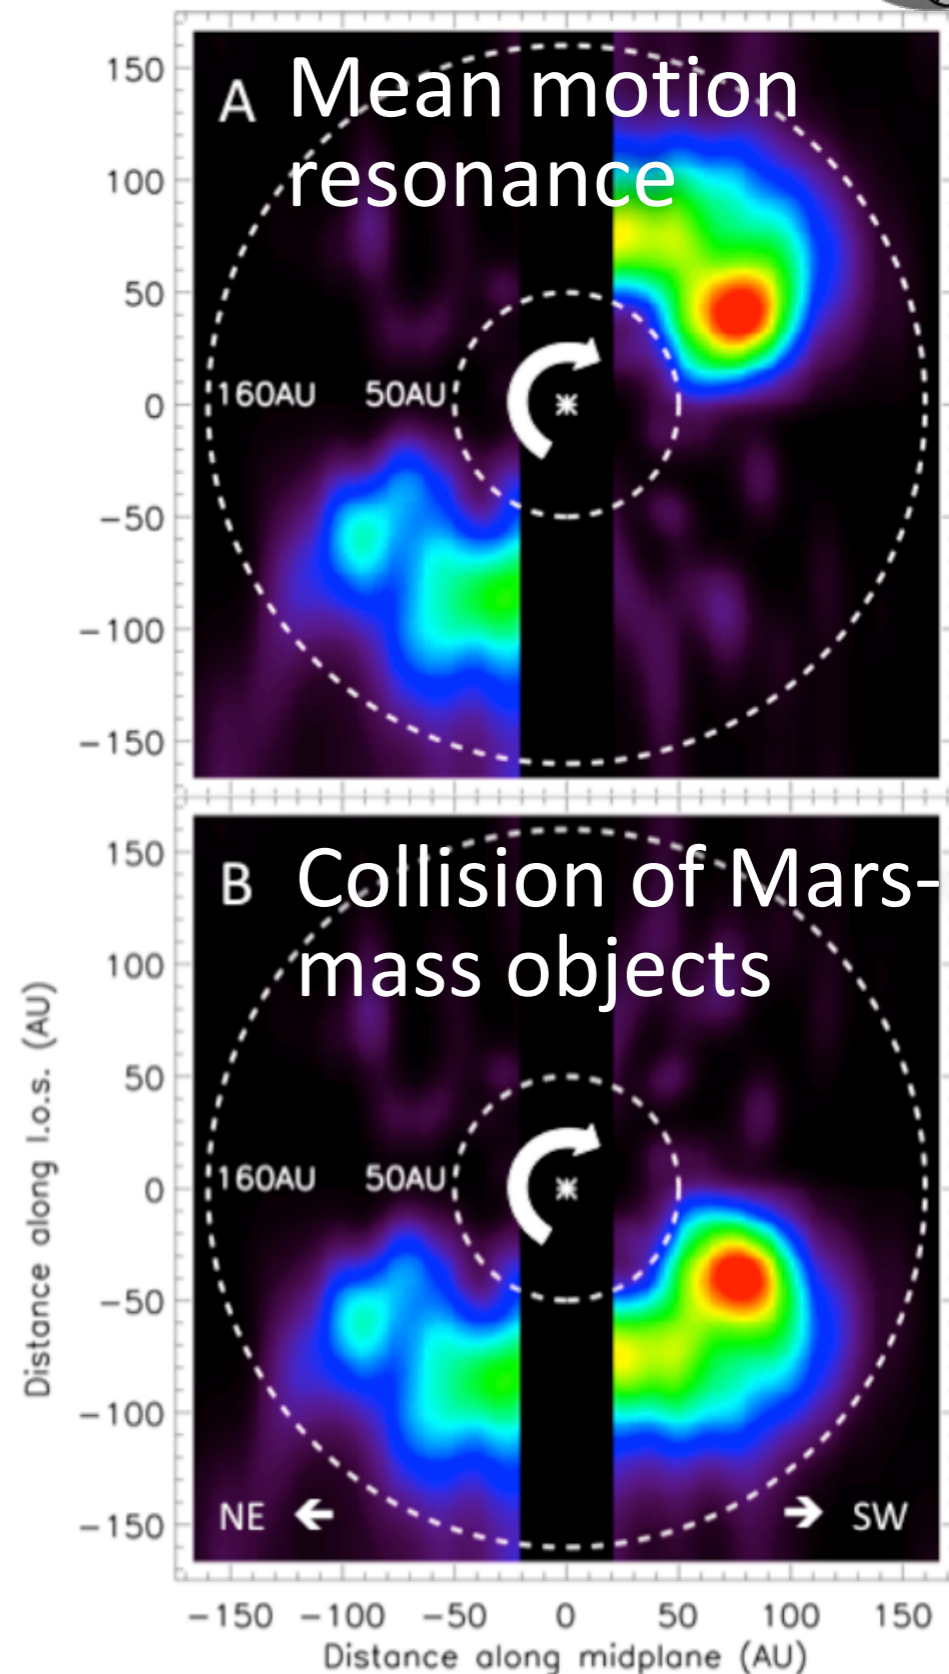 A Mean motion
resonance
150
100
50
0
−50
−100
−150
160AU 50AU
B Collision of Mars-
mass objects
150
100
50
0
−50
−100
−150
160AU 50AU
NE SW
Distance along l.o.s. (AU)
−150 −100 −50 0 50 100 150
Distance along midplane (AU)